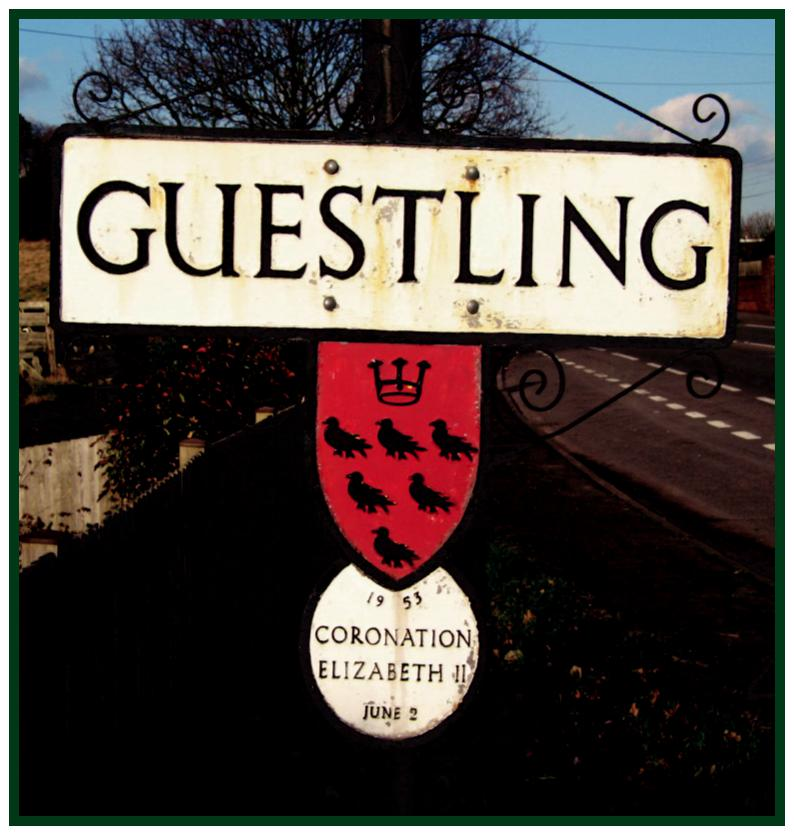 GUESTLING
19 53
CORONATION
ELIZABETH II
JUNE 2